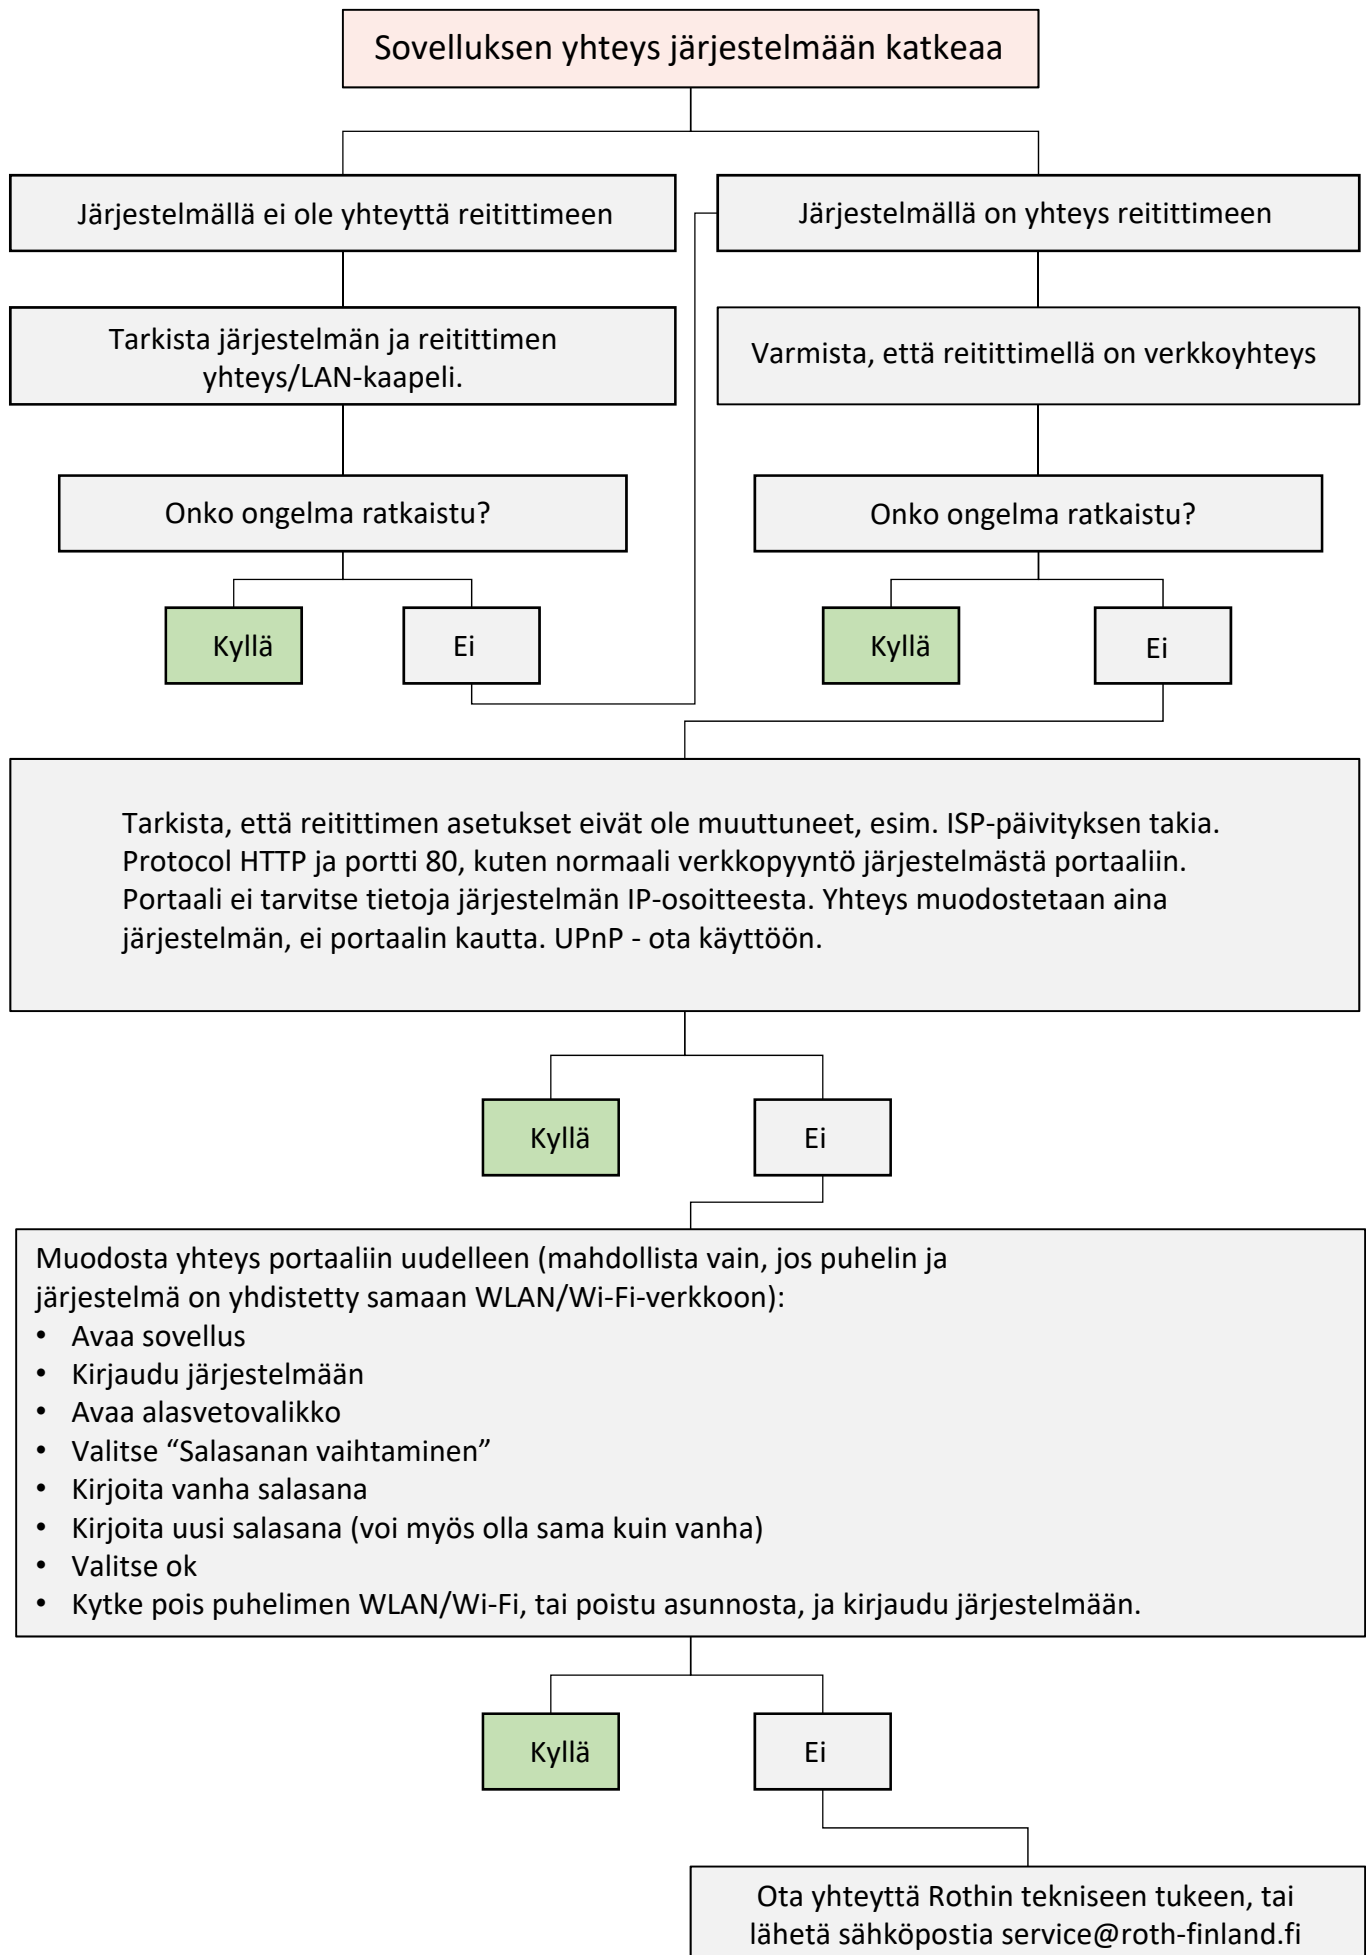 Sovelluksen yhteys järjestelmään katkeaa
Järjestelmällä ei ole yhteyttä reitittimeen
Järjestelmällä on yhteys reitittimeen
Tarkista järjestelmän ja reitittimen
yhteys/LAN-kaapeli.
Varmista, että reitittimellä on verkkoyhteys
Onko ongelma ratkaistu?
Onko ongelma ratkaistu?
Kyllä
Ei
Kyllä
Ei
Tarkista, että reitittimen asetukset eivät ole muuttuneet, esim. ISP-päivityksen takia.
Protocol HTTP ja portti 80, kuten normaali verkkopyyntö järjestelmästä portaaliin.
Portaali ei tarvitse tietoja järjestelmän IP-osoitteesta. Yhteys muodostetaan aina
järjestelmän, ei portaalin kautta. UPnP - ota käyttöön.
Kyllä
Ei
Muodosta yhteys portaaliin uudelleen (mahdollista vain, jos puhelin ja
järjestelmä on yhdistetty samaan WLAN/Wi-Fi-verkkoon):
• Avaa sovellus
• Kirjaudu järjestelmään
• Avaa alasvetovalikko
• Valitse “Salasanan vaihtaminen”
• Kirjoita vanha salasana
• Kirjoita uusi salasana (voi myös olla sama kuin vanha)
• Valitse ok
• Kytke pois puhelimen WLAN/Wi-Fi, tai poistu asunnosta, ja kirjaudu järjestelmään.
Kyllä
Ei
Ota yhteyttä Rothin tekniseen tukeen, tai
lähetä sähköpostia service@roth-finland.fi